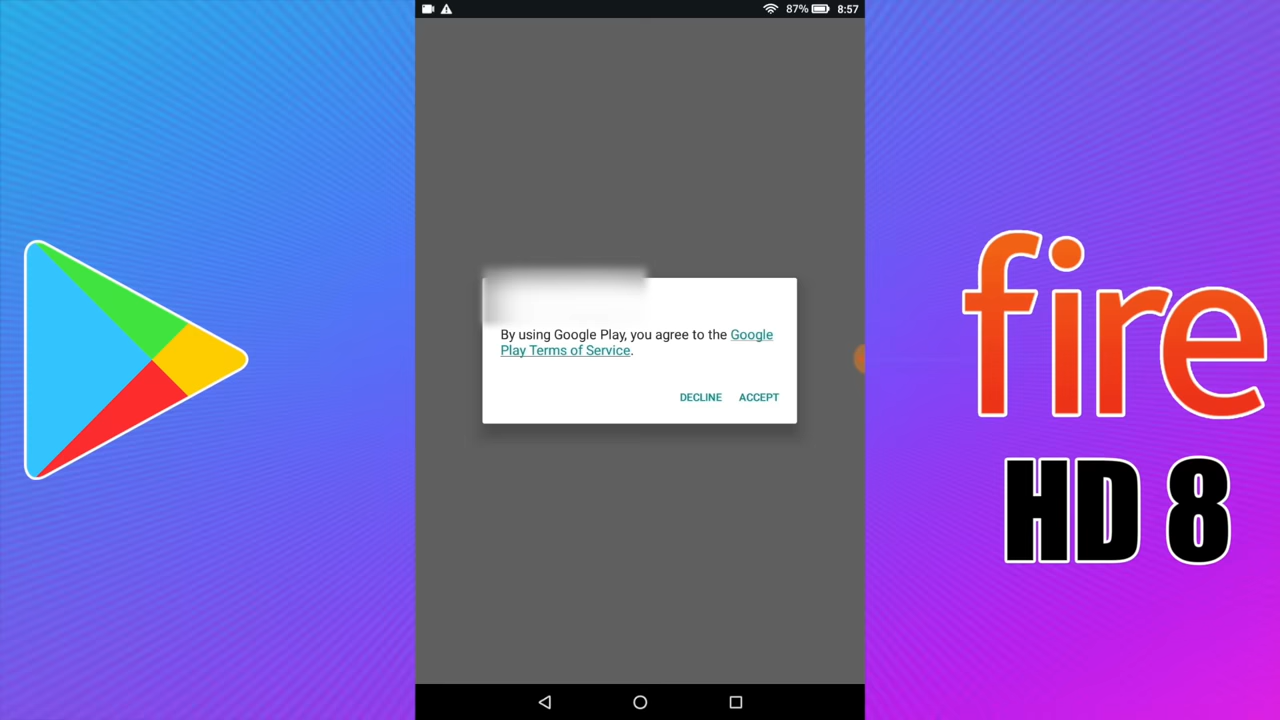 87% 8:57
By using Google Play, you agree to the Google
Play Terms of Service.
DECLINE ACCEPT
fire
HD 8